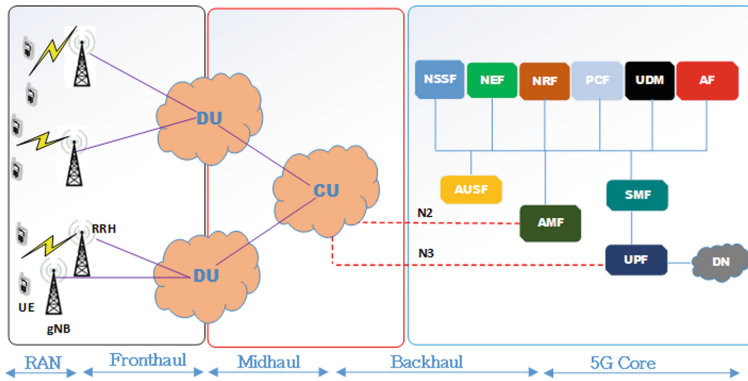 NSSF NEF NRF PCF UDM AF
DU
CU
AUSF
SMF
N2
AMF
RRH
N3
DU
UPF
DN
UE
gNB
RAN Fronthaul Midhaul Backhaul 5G Core